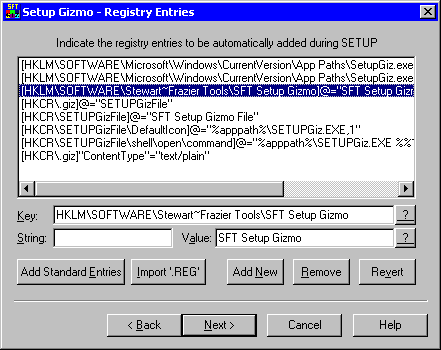 SFT
Setup Gizmo - Registry Entries
Indicate the registry entries to be automatically added during SETUP
[HKLM\SOFTWARE\Microsoft\Windows\CurrentVersion\App Paths\SetupGiz.exe
[HKLM\SOFTWARE\Microsoft\Windows\CurrentVersion\App Paths\SetupGiz.exe
[HKLM\SOFTWARE\Stewart~Frazier Tools\SFT Setup Gizmo]@="SFT Setup Gizr
[HKCR\.giz]@="SETUPGizFile"
[HKCR\SETUPGizFile]@="SFT Setup Gizmo File"
[HKCR\SETUPGizFile\DefaultIcon]@="%apppath%\SETUPGiz.EXE,1"
[HKCR\SETUPGizFile\shell\open\command]@="%apppath%\SETUPGiz.EXE %%
[HKCR\.giz]"ContentType"="text/plain"
Key: HKLM\SOFTWARE\Stewart~Frazier Tools\SFT Setup Gizmo ?
String: Value: SFT Setup Gizmo ?
Add Standard Entries Import '.REG' Add New Remove Revert
< Back Next > Cancel Help